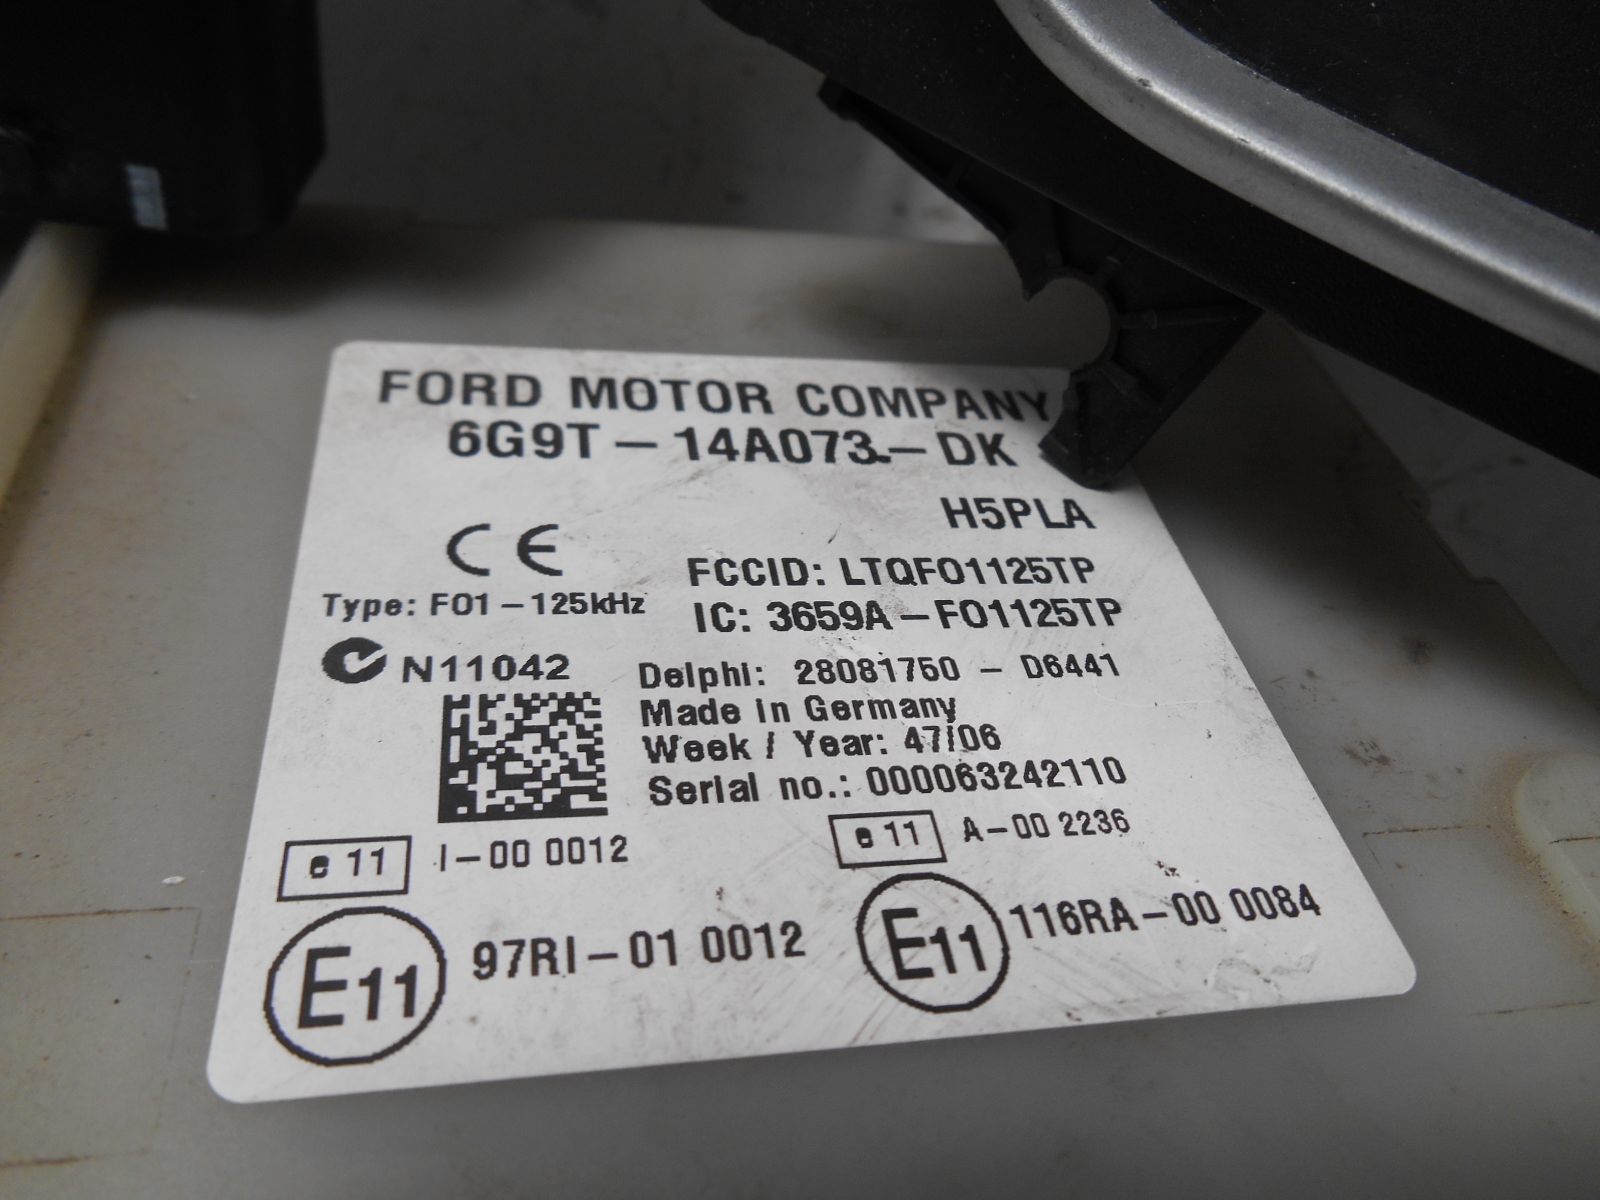 FORD MOTOR COMPANY
6G9T-14A073-DK
H5PLA
CE
FCCID: LTQFO1125TP
Type: FO1-125kHz
IC: 3659A-FO1125TP
N11042
Delphi: 28081750 - D6441
Made in Germany
Week / Year: 47/06
Serial no.: 000063242110
e 11 I-00 0012
e 11 A-00 2236
E11 97RI-01 0012
E11 116RA-00 0084